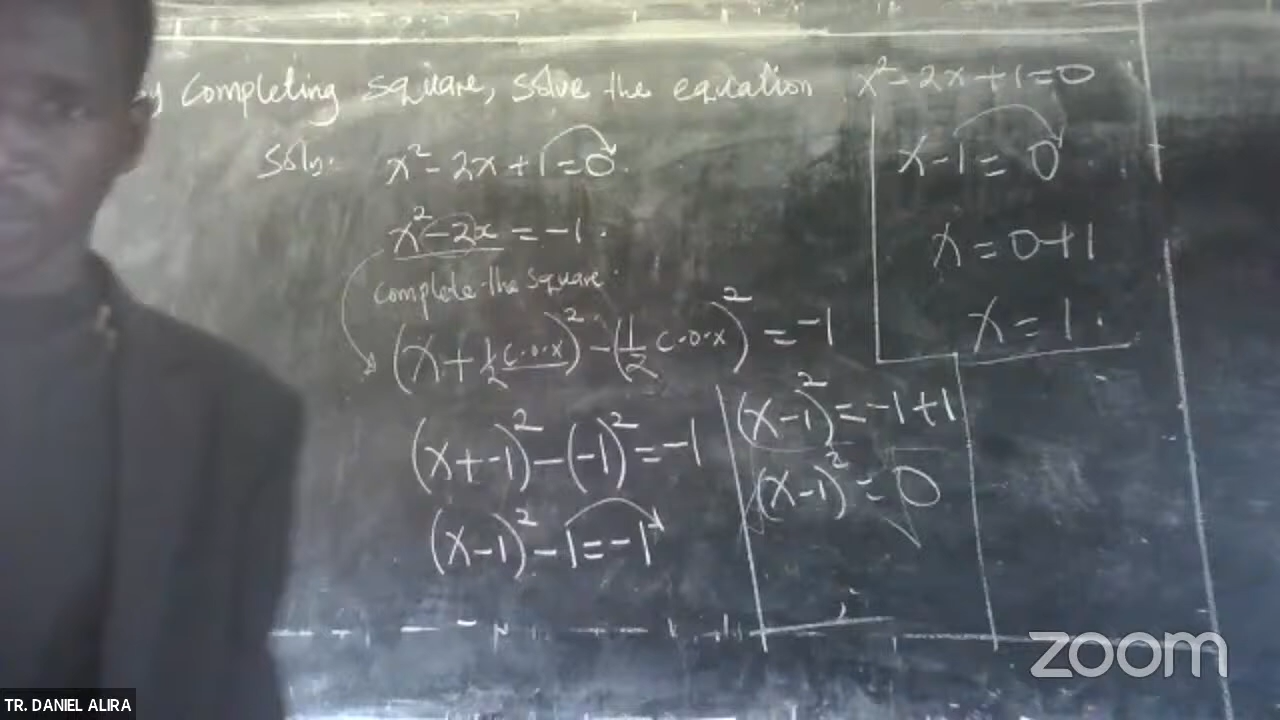 completing square, solve the equation x² - 2x + 1 = 0
Soln: x² - 2x + 1 = 0.
x² - 2x = -1.
Complete the square.
(x + ½ c.o.x)² - (½ c.o.x)² = -1
(x + -1)² - (-1)² = -1
(x - 1)² - 1 = -1
(x - 1)² = -1 + 1
(x - 1)² = 0
x - 1 = 0.
x = 0 + 1
x = 1.
zoom
TR. DANIEL ALIRA